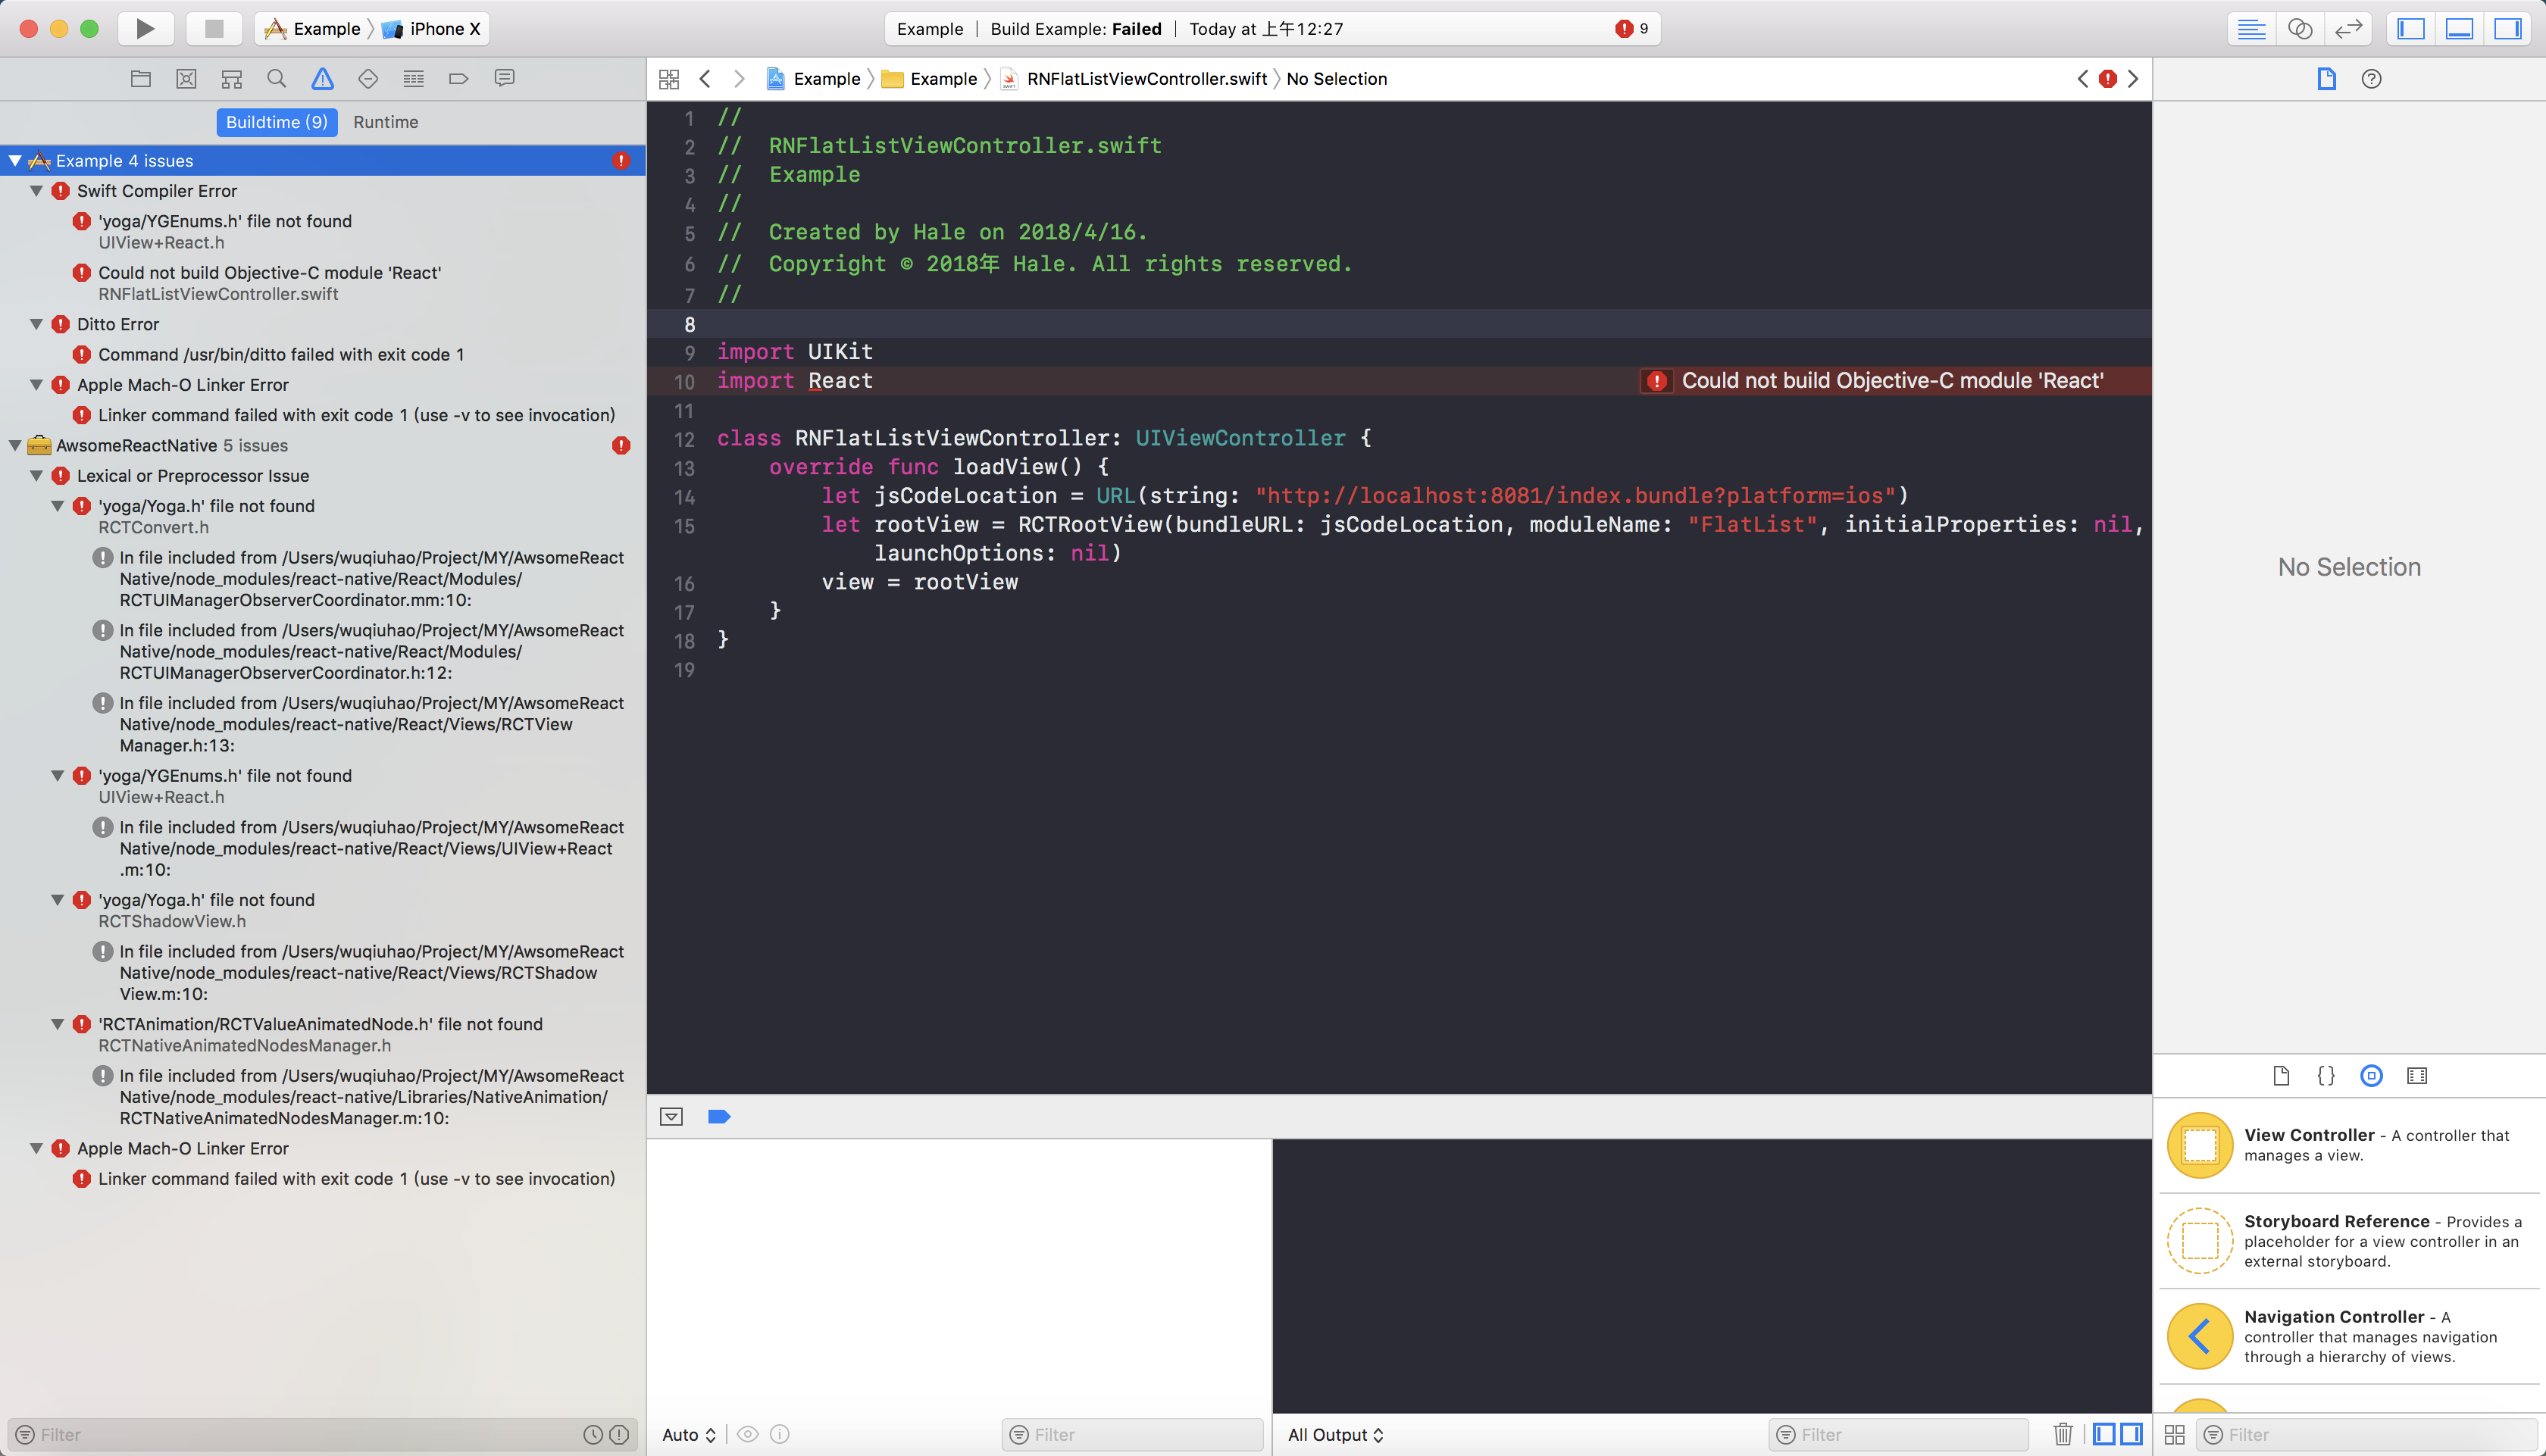 Example
iPhone X
Example | Build Example: Failed | Today at 上午12:27
9
Example
Example
RNFlatListViewController.swift
No Selection
Buildtime (9)
Runtime
Example 4 issues
Swift Compiler Error
'yoga/YGEnums.h' file not found
UIView+React.h
Could not build Objective-C module 'React'
RNFlatListViewController.swift
Ditto Error
Command /usr/bin/ditto failed with exit code 1
Apple Mach-O Linker Error
Linker command failed with exit code 1 (use -v to see invocation)
AwsomeReactNative 5 issues
Lexical or Preprocessor Issue
'yoga/Yoga.h' file not found
RCTConvert.h
In file included from /Users/wuqiuhao/Project/MY/AwsomeReact
Native/node_modules/react-native/React/Modules/
RCTUIManagerObserverCoordinator.mm:10:
In file included from /Users/wuqiuhao/Project/MY/AwsomeReact
Native/node_modules/react-native/React/Modules/
RCTUIManagerObserverCoordinator.h:12:
In file included from /Users/wuqiuhao/Project/MY/AwsomeReact
Native/node_modules/react-native/React/Views/RCTView
Manager.h:13:
'yoga/YGEnums.h' file not found
UIView+React.h
In file included from /Users/wuqiuhao/Project/MY/AwsomeReact
Native/node_modules/react-native/React/Views/UIView+React
.m:10:
'yoga/Yoga.h' file not found
RCTShadowView.h
In file included from /Users/wuqiuhao/Project/MY/AwsomeReact
Native/node_modules/react-native/React/Views/RCTShadow
View.m:10:
'RCTAnimation/RCTValueAnimatedNode.h' file not found
RCTNativeAnimatedNodesManager.h
In file included from /Users/wuqiuhao/Project/MY/AwsomeReact
Native/node_modules/react-native/Libraries/NativeAnimation/
RCTNativeAnimatedNodesManager.m:10:
Apple Mach-O Linker Error
Linker command failed with exit code 1 (use -v to see invocation)
Filter
1 //
2 //  RNFlatListViewController.swift
3 //  Example
4 //
5 //  Created by Hale on 2018/4/16.
6 //  Copyright © 2018年 Hale. All rights reserved.
7 //
8
9 import UIKit
10 import React
Could not build Objective-C module 'React'
11
12 class RNFlatListViewController: UIViewController {
13     override func loadView() {
14         let jsCodeLocation = URL(string: "http://localhost:8081/index.bundle?platform=ios")
15         let rootView = RCTRootView(bundleURL: jsCodeLocation, moduleName: "FlatList", initialProperties: nil,
launchOptions: nil)
16         view = rootView
17     }
18 }
19
Auto
Filter
All Output
Filter
No Selection
View Controller - A controller that
manages a view.
Storyboard Reference - Provides a
placeholder for a view controller in an
external storyboard.
Navigation Controller - A
controller that manages navigation
through a hierarchy of views.
Filter